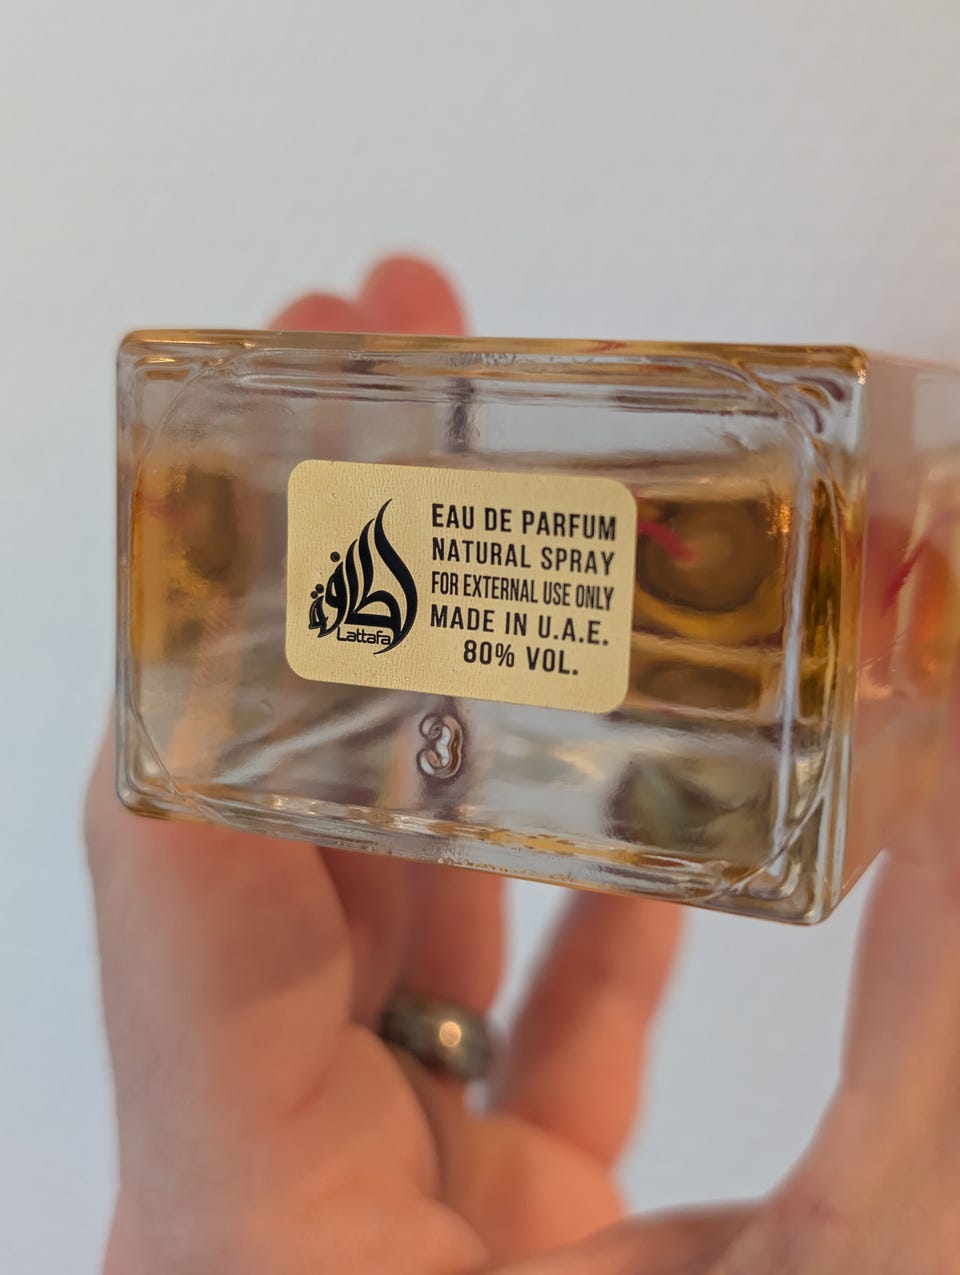 لطافة
Lattafa
EAU DE PARFUM
NATURAL SPRAY
FOR EXTERNAL USE ONLY
MADE IN U.A.E.
80% VOL.
3